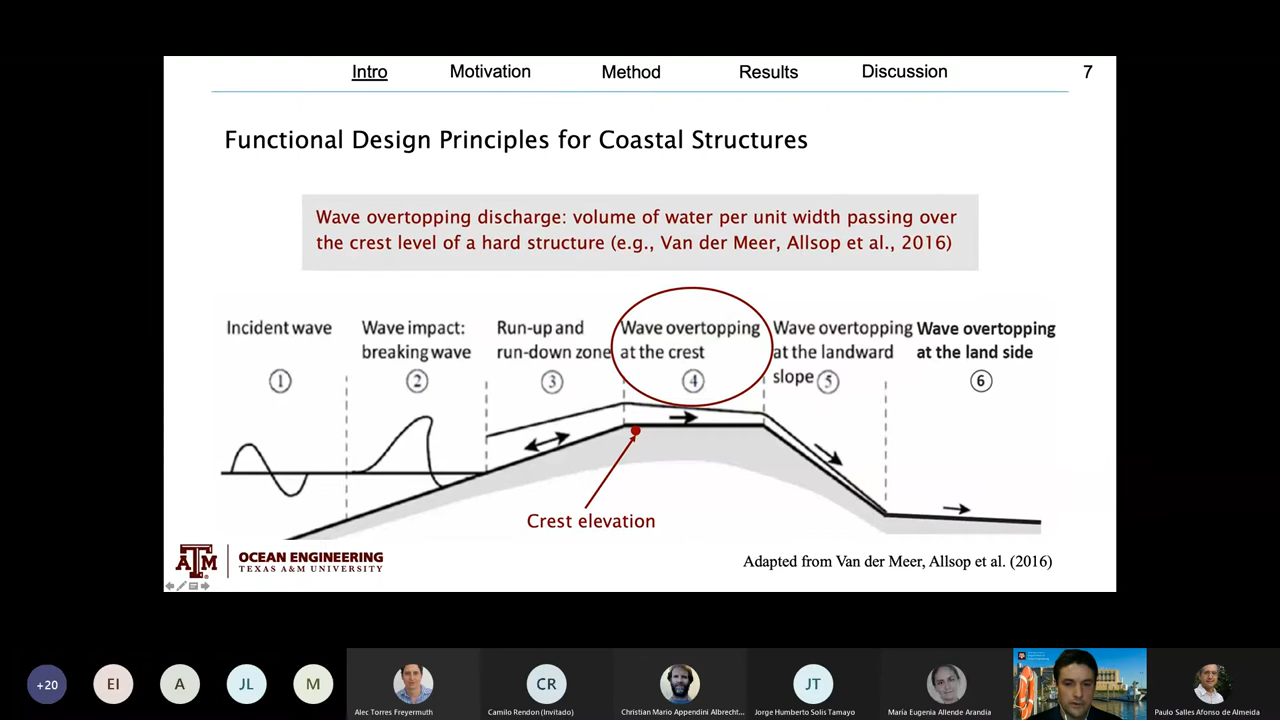 Intro Motivation Method Results Discussion 7
Functional Design Principles for Coastal Structures
Wave overtopping discharge: volume of water per unit width passing over
the crest level of a hard structure (e.g., Van der Meer, Allsop et al., 2016)
Incident wave
1
Wave impact:
breaking wave
2
Run-up and
run-down zone
3
Wave overtopping
at the crest
4
Wave overtopping
at the landward
slope 5
Wave overtopping
at the land side
6
Crest elevation
ATM OCEAN ENGINEERING
TEXAS A&M UNIVERSITY
Adapted from Van der Meer, Allsop et al. (2016)
+20 EI A JL M CR JT
Alec Torres Freyermuth
Camilo Rendon (Invitado)
Christian Mario Appendini Albrecht...
Jorge Humberto Solis Tamayo
María Eugenia Allende Arandia
Paulo Salles Afonso de Almeida